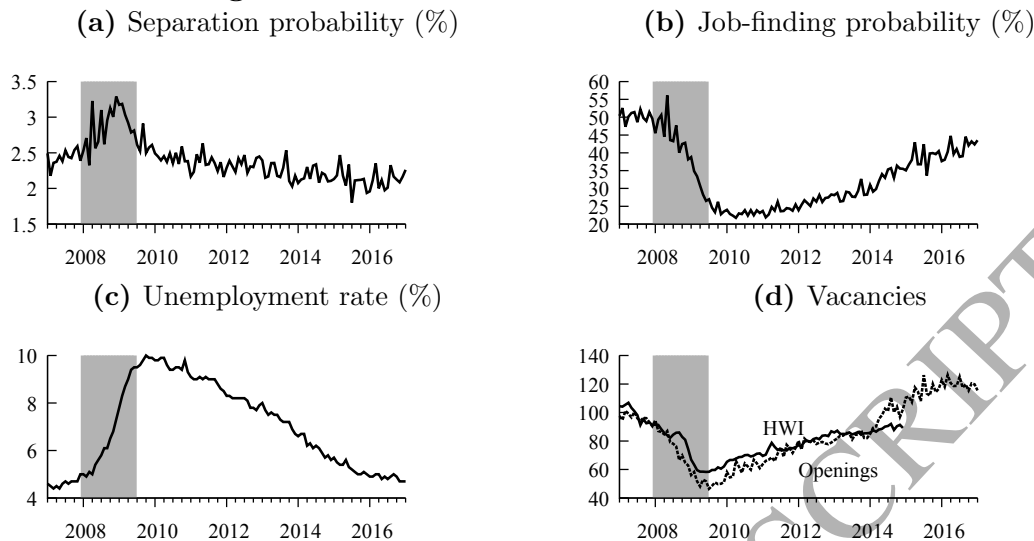 (a) Separation probability (%)
(b) Job-finding probability (%)
3.5
3
2.5
2
1.5
2008 2010 2012 2014 2016
60
55
50
45
40
35
30
25
20
2008 2010 2012 2014 2016
(c) Unemployment rate (%)
(d) Vacancies
10
8
6
4
2008 2010 2012 2014 2016
140
120
100
80
60
40
HWI
Openings
2008 2010 2012 2014 2016
CCRIPT